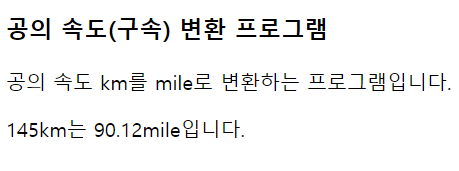 공의 속도(구속) 변환 프로그램
공의 속도 km를 mile로 변환하는 프로그램입니다.
145km는 90.12mile입니다.